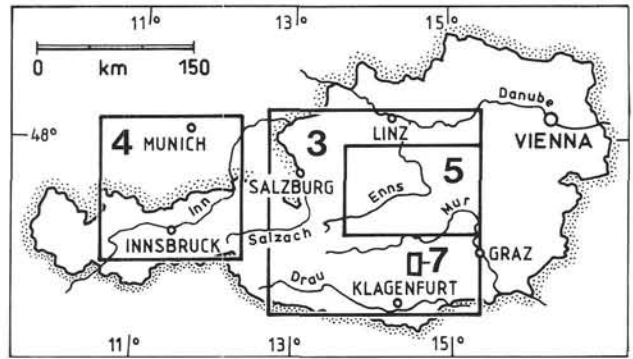 11°
13°
15°
0
150
km
Danube
48°
4
MUNICH
3
LINZ
VIENNA
SALZBURG
5
Inn
Enns
Mur
INNSBRUCK
Salzach
7
GRAZ
Drau
KLAGENFURT
11°
13°
15°